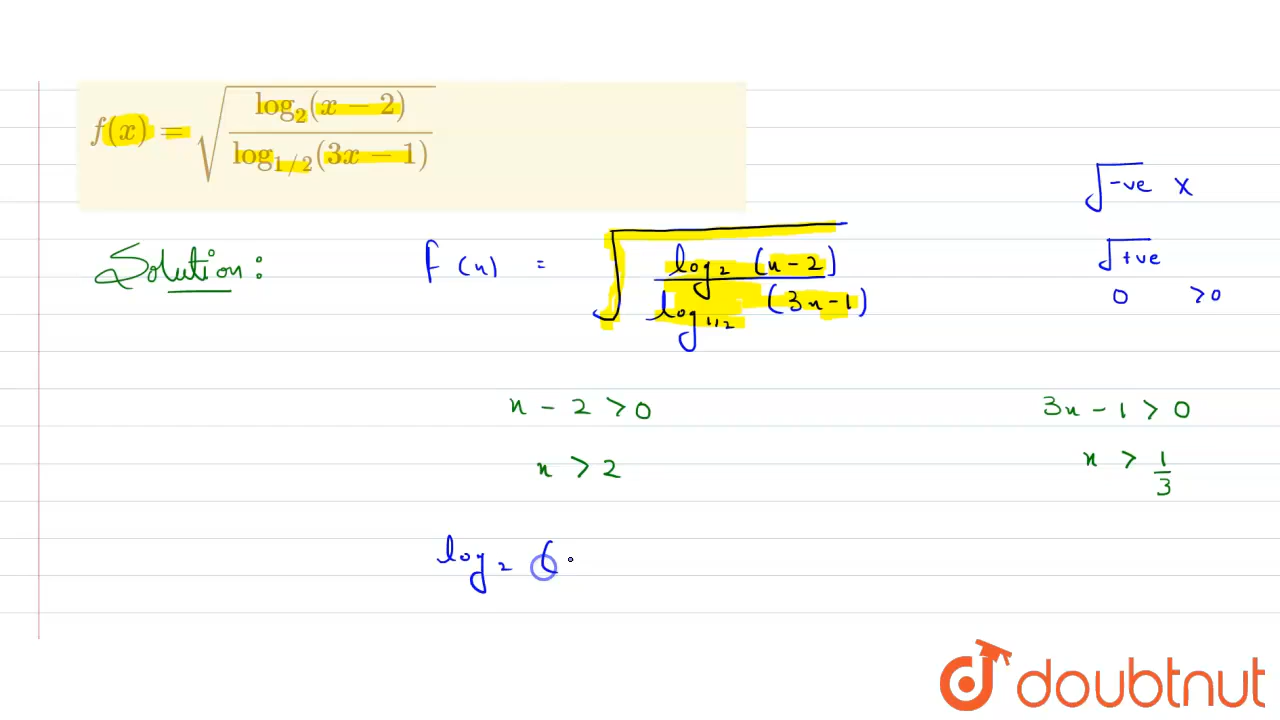 f(x) = √(log₂(x − 2) / log₁/₂(3x − 1))
√-ve X
Solution: f(x) = √(log₂ (x-2) / log₁/₂ (3x-1))
√+ve
0 >0
x - 2 > 0 3x - 1 > 0
x > 2 x > 1/3
log₂ (
doubtnut